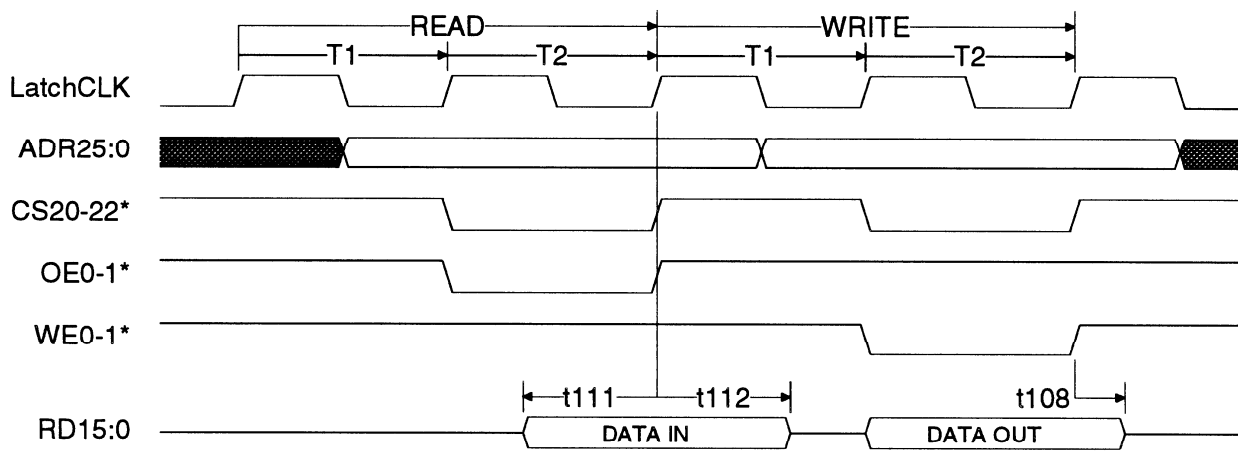 READ WRITE
T1 T2 T1 T2
LatchCLK
ADR25:0
CS20-22*
OE0-1*
WE0-1*
t111 t112 t108
RD15:0 DATA IN DATA OUT